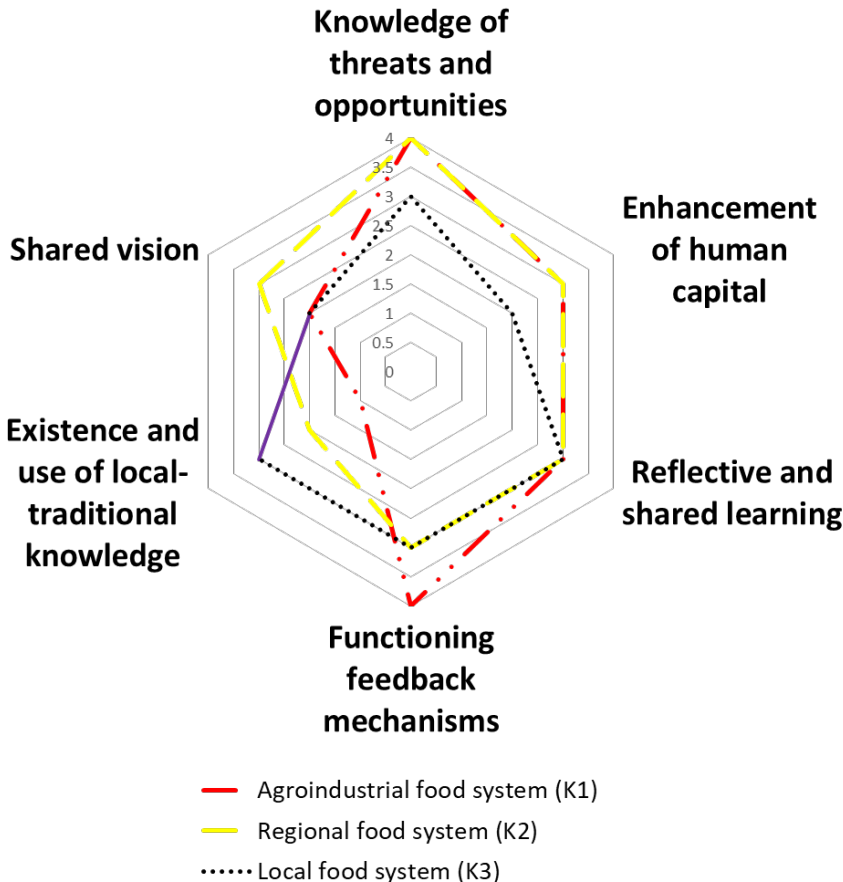 Knowledge of
threats and
opportunities
4
3.5
3
2.5
2
1.5
1
0.5
0
Enhancement
of human
capital
Shared vision
Existence and
use of local-
traditional
knowledge
Reflective and
shared learning
Functioning
feedback
mechanisms
Agroindustrial food system (K1)
Regional food system (K2)
Local food system (K3)